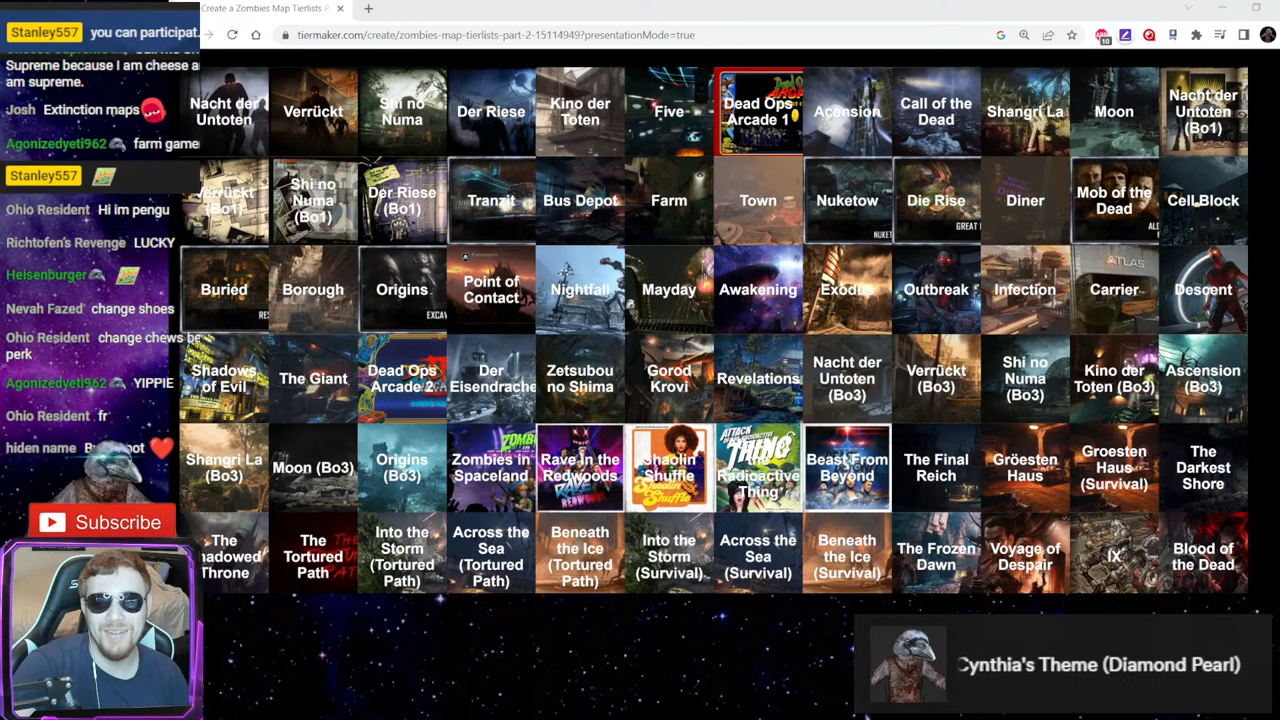 Create a Zombies Map Tierlists P
tiermaker.com/create/zombies-map-tierlists-part-2-15114949?presentationMode=true
10
Stanley557 you can participat
Supreme because I am cheese a
am supreme.
Josh Extinction maps
Agonizedyeti962 farm game
Stanley557
Ohio Resident Hi im pengu
Richtofen's Revenge LUCKY
Heisenburger
Nevah Fazed' change shoes
Ohio Resident change chews be
perk
Agonizedyeti962 YIPPIE
Ohio Resident fr
hiden name
Subscribe
Nacht der
Untoten
Verrückt
Shi no
Numa
Der Riese
Kino der
Toten
Five
Dead Ops
Arcade 1
Acension
Call of the
Dead
Shangri La
Moon
Nacht der
Untoten
(Bo1)
Verrückt
(Bo1)
Shi no
Numa
(Bo1)
Der Riese
(Bo1)
Tranzit
Bus Depot
Farm
Town
Nuketow
NUKET
Die Rise
GREAT
Diner
Mob of the
Dead
Cell Block
Buried
Borough
Origins
EXCAV
Point of
Contact
Nightfall
Mayday
Awakening
Exodus
Outbreak
Infection
ATLAS
Carrier
Descent
Shadows
of Evil
The Giant
Dead Ops
Arcade 2
Der
Eisendrache
Zetsubou
no Shima
Gorod
Krovi
Revelations
Nacht der
Untoten
(Bo3)
Verrückt
(Bo3)
Shi no
Numa
(Bo3)
Kino der
Toten (Bo3)
Ascension
(Bo3)
Shangri La
(Bo3)
Moon (Bo3)
Origins
(Bo3)
Zombies in
Spaceland
Rave in the
Redwoods
Shaolin
Shuffle
Attack of
the
Radioactive
Thing
Beast From
Beyond
The Final
Reich
Gröesten
Haus
Groesten
Haus
(Survival)
The
Darkest
Shore
The
Shadowed
Throne
The
Tortured
Path
Into the
Storm
(Tortured
Path)
Across the
Sea
(Tortured
Path)
Beneath
the Ice
(Tortured
Path)
Into the
Storm
(Survival)
Across the
Sea
(Survival)
Beneath
the Ice
(Survival)
The Frozen
Dawn
Voyage of
Despair
IX
Blood of
the Dead
Cynthia's Theme (Diamond Pearl)